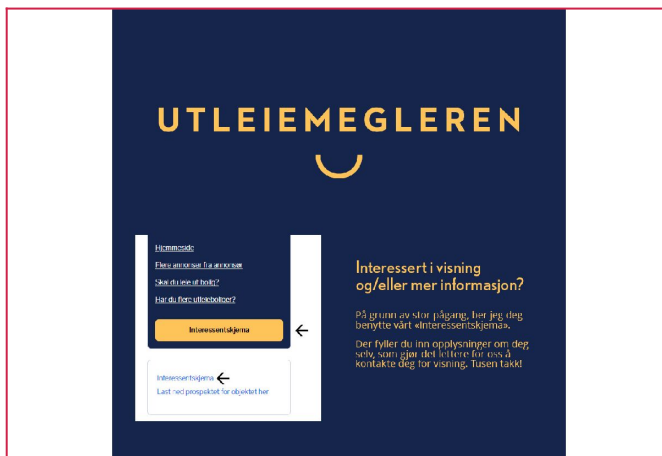 UTLEIEMEGLEREN
Hjemmeside
Flere annonser fra annonsør
Skal du leie ut bolig?
Har du flere utleieboliger?
Interessentskjema
Interessentskjema
Last ned prospektet for objektet her
Interessert i visning
og/eller mer informasjon?
På grunn av stor pågang, ber jeg deg
benytte vårt «Interessentskjema».
Der fyller du inn opplysninger om deg
selv, som gjør det lettere for oss å
kontakte deg for visning. Tusen takk!